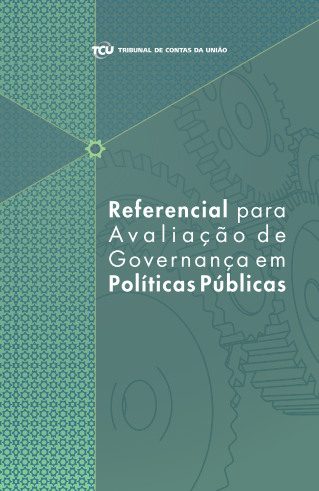 TCU TRIBUNAL DE CONTAS DA UNIÃO
Referencial para
Avaliação de
Governança em
Políticas Públicas